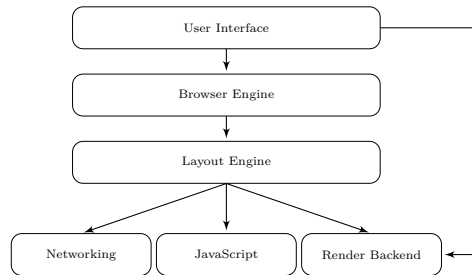 User Interface
Browser Engine
Layout Engine
Networking
JavaScript
Render Backend